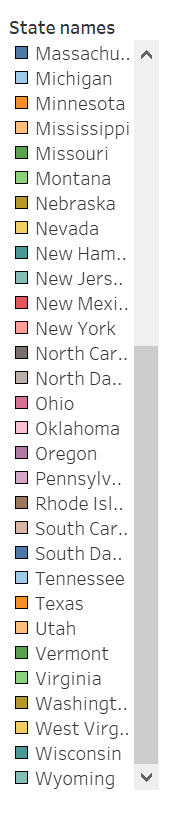 State names
Massachu..
Michigan
Minnesota
Mississippi
Missouri
Montana
Nebraska
Nevada
New Ham..
New Jers..
New Mexi..
New York
North Car..
North Da..
Ohio
Oklahoma
Oregon
Pennsylv..
Rhode Isl..
South Car..
South Da..
Tennessee
Texas
Utah
Vermont
Virginia
Washingt..
West Virg..
Wisconsin
Wyoming